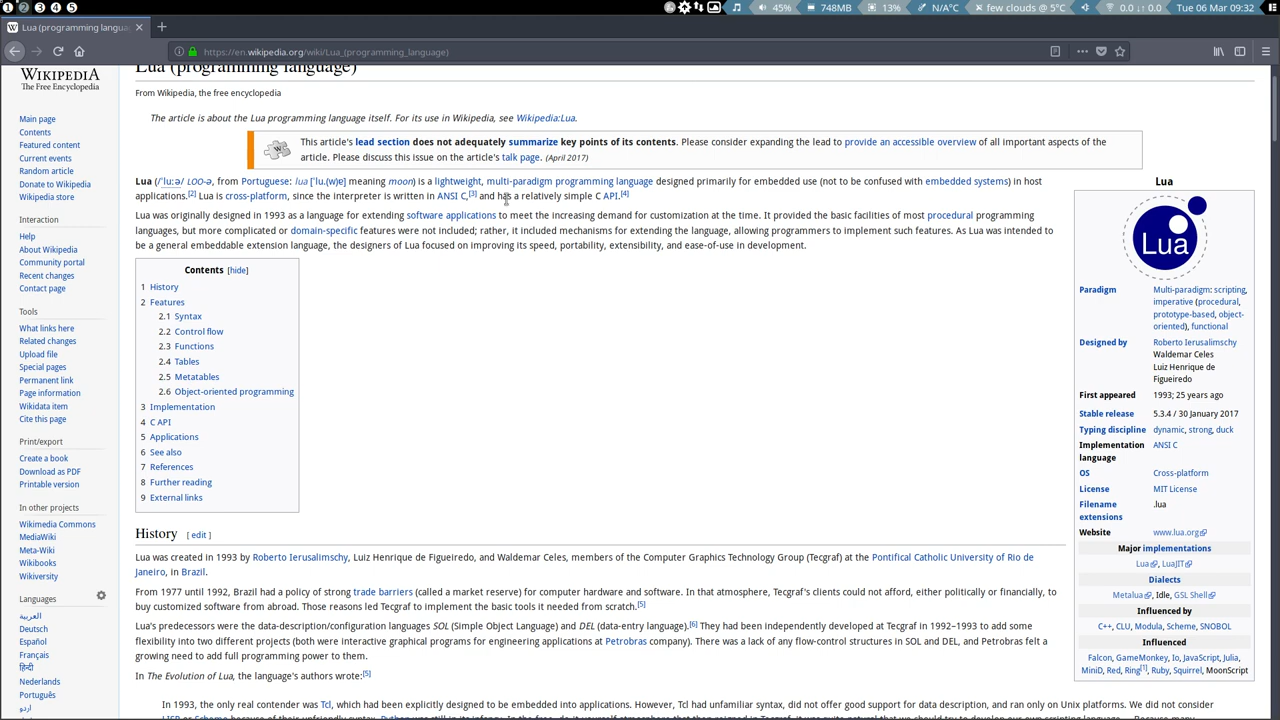 1 2 3 4 5 45% 748MB 13% N/A°C few clouds @ 5°C 0.0 ↓↑ 0.1 Tue 06 Mar 09:32
W Lua (programming langua × +
https://en.wikipedia.org/wiki/Lua_(programming_language)
WIKIPEDIA
The Free Encyclopedia
Main page
Contents
Featured content
Current events
Random article
Donate to Wikipedia
Wikipedia store
Interaction
Help
About Wikipedia
Community portal
Recent changes
Contact page
Tools
What links here
Related changes
Upload file
Special pages
Permanent link
Page information
Wikidata item
Cite this page
Print/export
Create a book
Download as PDF
Printable version
In other projects
Wikimedia Commons
MediaWiki
Meta-Wiki
Wikibooks
Wikiversity
Languages
العربية
Deutsch
Español
Français
हिन्दी
Nederlands
Português
اردو
Lua (programming language)
From Wikipedia, the free encyclopedia
The article is about the Lua programming language itself. For its use in Wikipedia, see Wikipedia:Lua.
This article's lead section does not adequately summarize key points of its contents. Please consider expanding the lead to provide an accessible overview of all important aspects of the
article. Please discuss this issue on the article's talk page. (April 2017)
Lua (/ˈluːə/ LOO-ə, from Portuguese: lua [ˈlu.(w)ɐ] meaning moon) is a lightweight, multi-paradigm programming language designed primarily for embedded use (not to be confused with embedded systems) in host
applications.[2] Lua is cross-platform, since the interpreter is written in ANSI C,[3] and has a relatively simple C API.[4]
Lua was originally designed in 1993 as a language for extending software applications to meet the increasing demand for customization at the time. It provided the basic facilities of most procedural programming
languages, but more complicated or domain-specific features were not included; rather, it included mechanisms for extending the language, allowing programmers to implement such features. As Lua was intended to
be a general embeddable extension language, the designers of Lua focused on improving its speed, portability, extensibility, and ease-of-use in development.
Contents [hide]
1 History
2 Features
2.1 Syntax
2.2 Control flow
2.3 Functions
2.4 Tables
2.5 Metatables
2.6 Object-oriented programming
3 Implementation
4 C API
5 Applications
6 See also
7 References
8 Further reading
9 External links
History [ edit ]
Lua was created in 1993 by Roberto Ierusalimschy, Luiz Henrique de Figueiredo, and Waldemar Celes, members of the Computer Graphics Technology Group (Tecgraf) at the Pontifical Catholic University of Rio de
Janeiro, in Brazil.
From 1977 until 1992, Brazil had a policy of strong trade barriers (called a market reserve) for computer hardware and software. In that atmosphere, Tecgraf's clients could not afford, either politically or financially, to
buy customized software from abroad. Those reasons led Tecgraf to implement the basic tools it needed from scratch.[5]
Lua's predecessors were the data-description/configuration languages SOL (Simple Object Language) and DEL (data-entry language).[6] They had been independently developed at Tecgraf in 1992–1993 to add some
flexibility into two different projects (both were interactive graphical programs for engineering applications at Petrobras company). There was a lack of any flow-control structures in SOL and DEL, and Petrobras felt a
growing need to add full programming power to them.
In The Evolution of Lua, the language's authors wrote:[5]
In 1993, the only real contender was Tcl, which had been explicitly designed to be embedded into applications. However, Tcl had unfamiliar syntax, did not offer good support for data description, and ran only on Unix platforms. We did not consider
Lua
Lua
Paradigm Multi-paradigm: scripting,
imperative (procedural,
prototype-based, object-
oriented), functional
Designed by Roberto Ierusalimschy
Waldemar Celes
Luiz Henrique de
Figueiredo
First appeared 1993; 25 years ago
Stable release 5.3.4 / 30 January 2017
Typing discipline dynamic, strong, duck
Implementation ANSI C
language
OS Cross-platform
License MIT License
Filename .lua
extensions
Website www.lua.org
Major implementations
Lua, LuaJIT
Dialects
Metalua, Idle, GSL Shell
Influenced by
C++, CLU, Modula, Scheme, SNOBOL
Influenced
Falcon, GameMonkey, Io, JavaScript, Julia,
MiniD, Red, Ring[1], Ruby, Squirrel, MoonScript